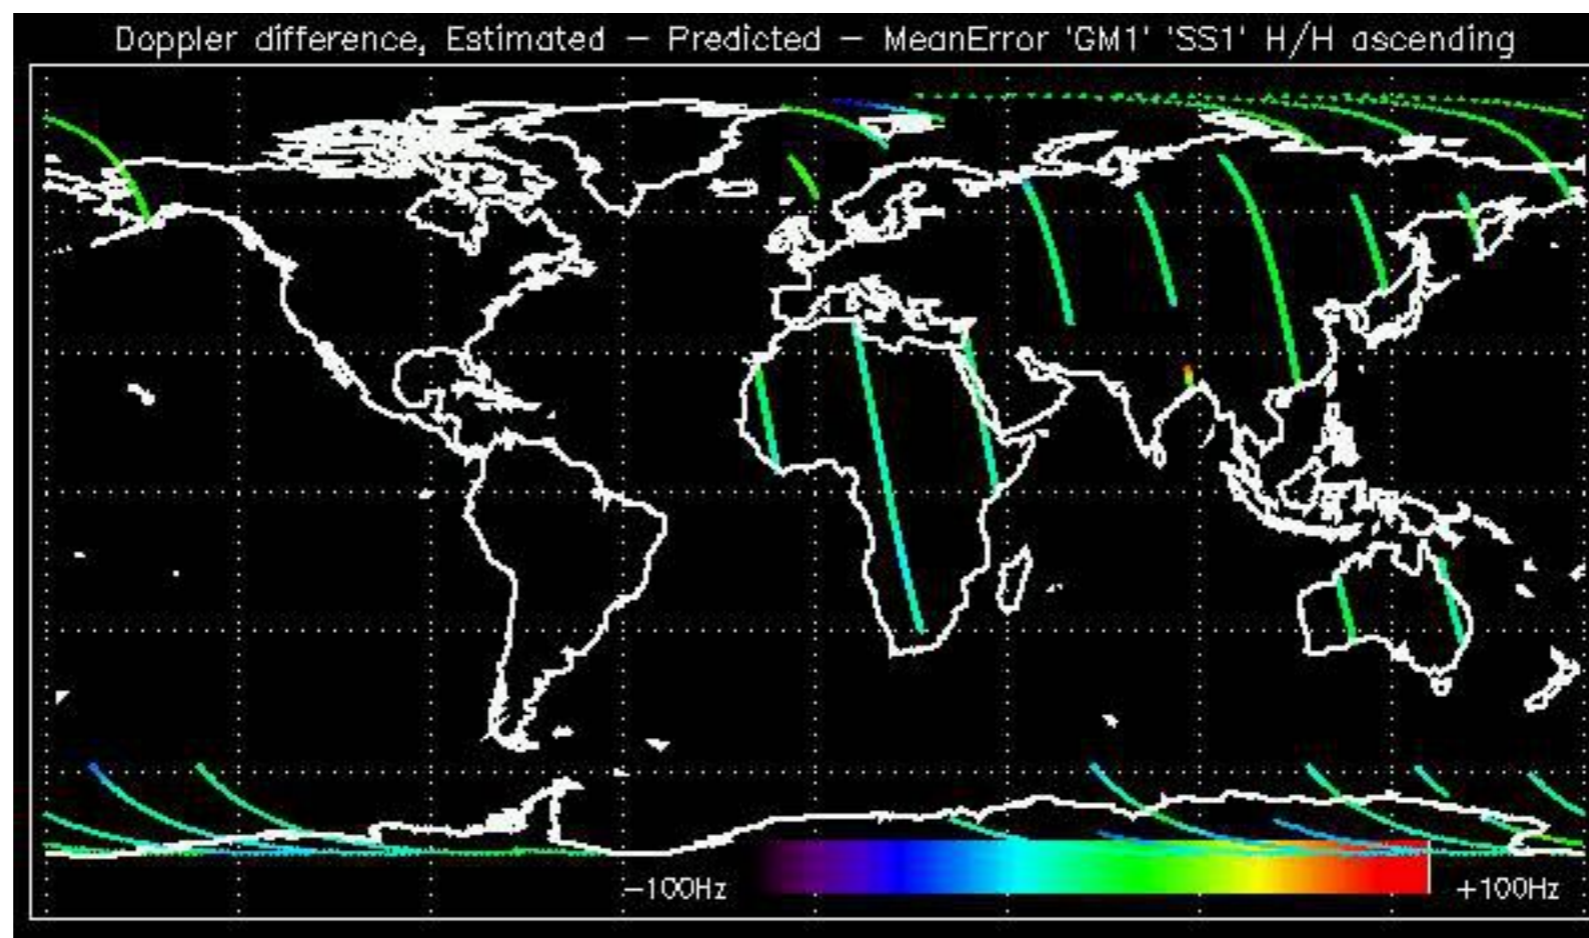 Doppler difference, Estimated – Predicted – MeanError 'GM1' 'SS1' H/H ascending
–100Hz +100Hz